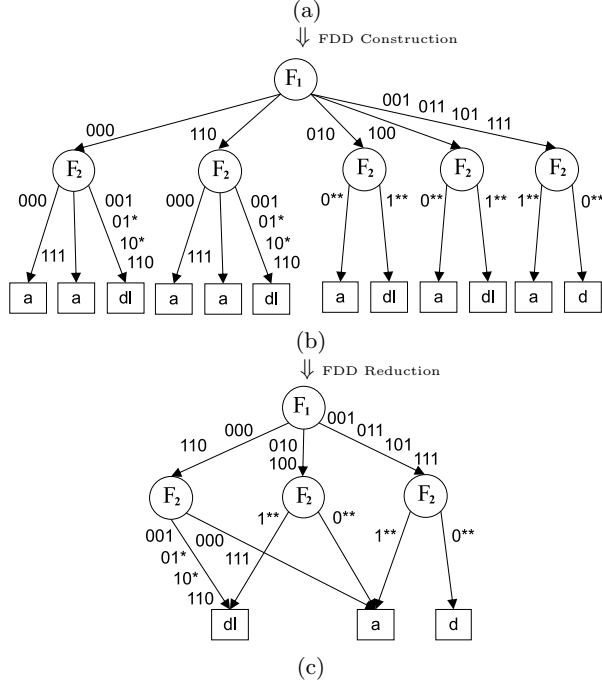 (a)
⇓ FDD Construction
F₁
000 110 010 100 001 011 101 111
F₂ F₂ F₂ F₂ F₂
000 111 001 01* 10* 110 000 111 001 01* 10* 110 0** 1** 0** 1** 1** 0**
a a dl a a dl a dl a dl a d
(b)
⇓ FDD Reduction
F₁
110 000 010 100 001 011 101 111
F₂ F₂ F₂
001 01* 10* 110 000 111 1** 0** 1** 0**
dl a d
(c)